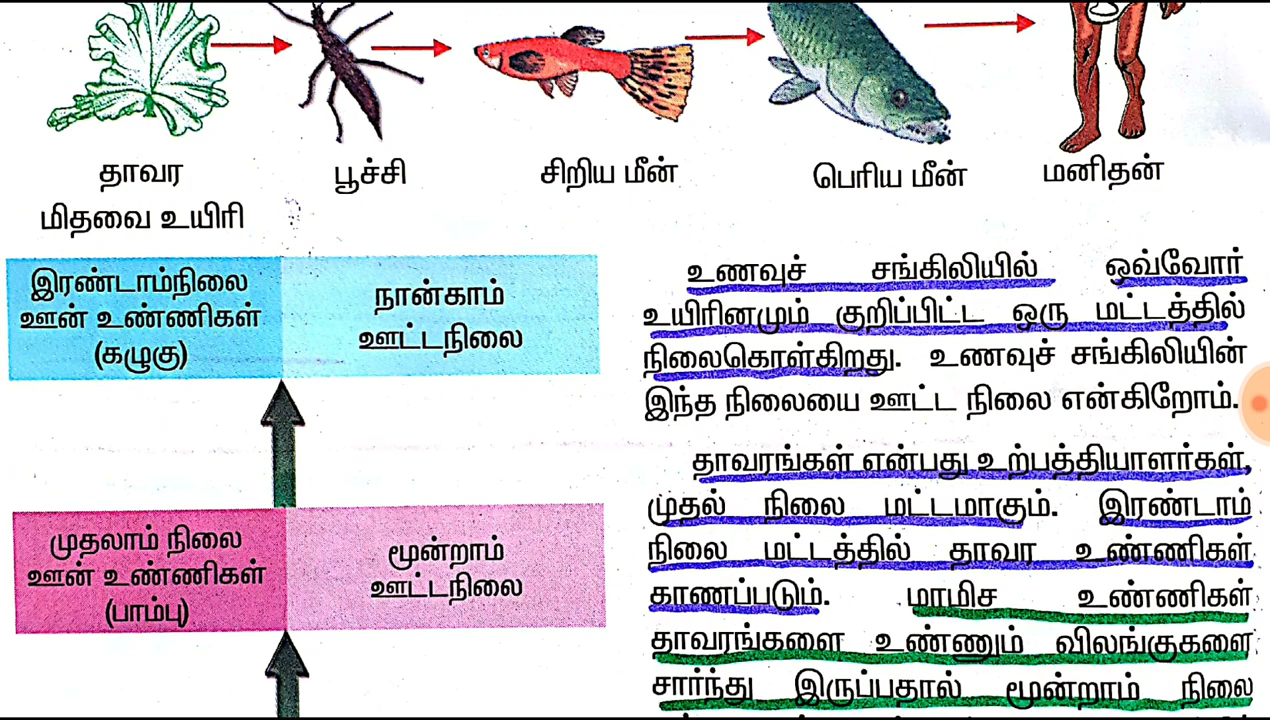 தாவர
மிதவை உயிரி
பூச்சி
சிறிய மீன்
பெரிய மீன்
மனிதன்
இரண்டாம்நிலை
ஊன் உண்ணிகள்
(கழுகு)
நான்காம்
ஊட்டநிலை
முதலாம் நிலை
ஊன் உண்ணிகள்
(பாம்பு)
மூன்றாம்
ஊட்டநிலை
உணவுச் சங்கிலியில் ஒவ்வோர்
உயிரினமும் குறிப்பிட்ட ஒரு மட்டத்தில்
நிலைகொள்கிறது. உணவுச் சங்கிலியின்
இந்த நிலையை ஊட்ட நிலை என்கிறோம்.
தாவரங்கள் என்பது உற்பத்தியாளர்கள்,
முதல் நிலை மட்டமாகும். இரண்டாம்
நிலை மட்டத்தில் தாவர உண்ணிகள்
காணப்படும். மாமிச உண்ணிகள்
தாவரங்களை உண்ணும் விலங்குகளை
சார்ந்து இருப்பதால் மூன்றாம் நிலை